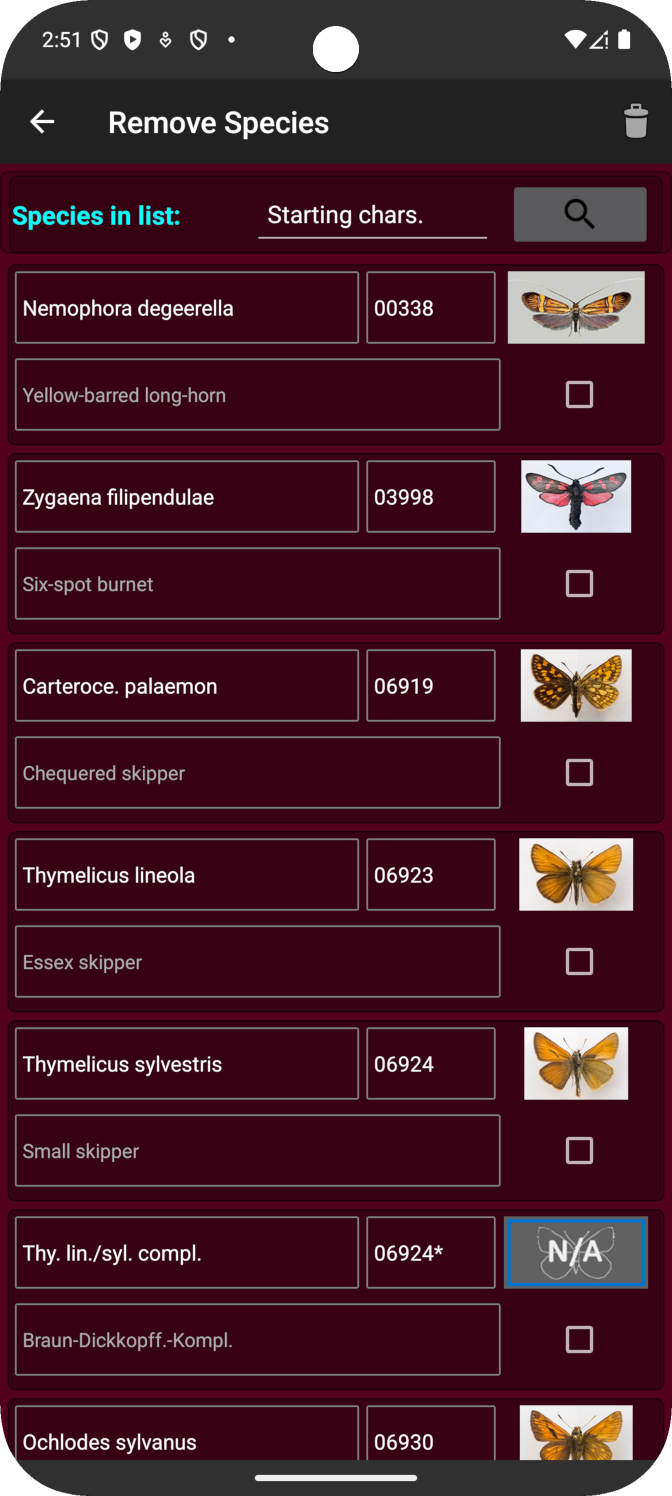 2:51
Remove Species
Species in list:
Starting chars.
Nemophora degeerella
00338
Yellow-barred long-horn
Zygaena filipendulae
03998
Six-spot burnet
Carteroce. palaemon
06919
Chequered skipper
Thymelicus lineola
06923
Essex skipper
Thymelicus sylvestris
06924
Small skipper
Thy. lin./syl. compl.
06924*
N/A
Braun-Dickkopff.-Kompl.
Ochlodes sylvanus
06930